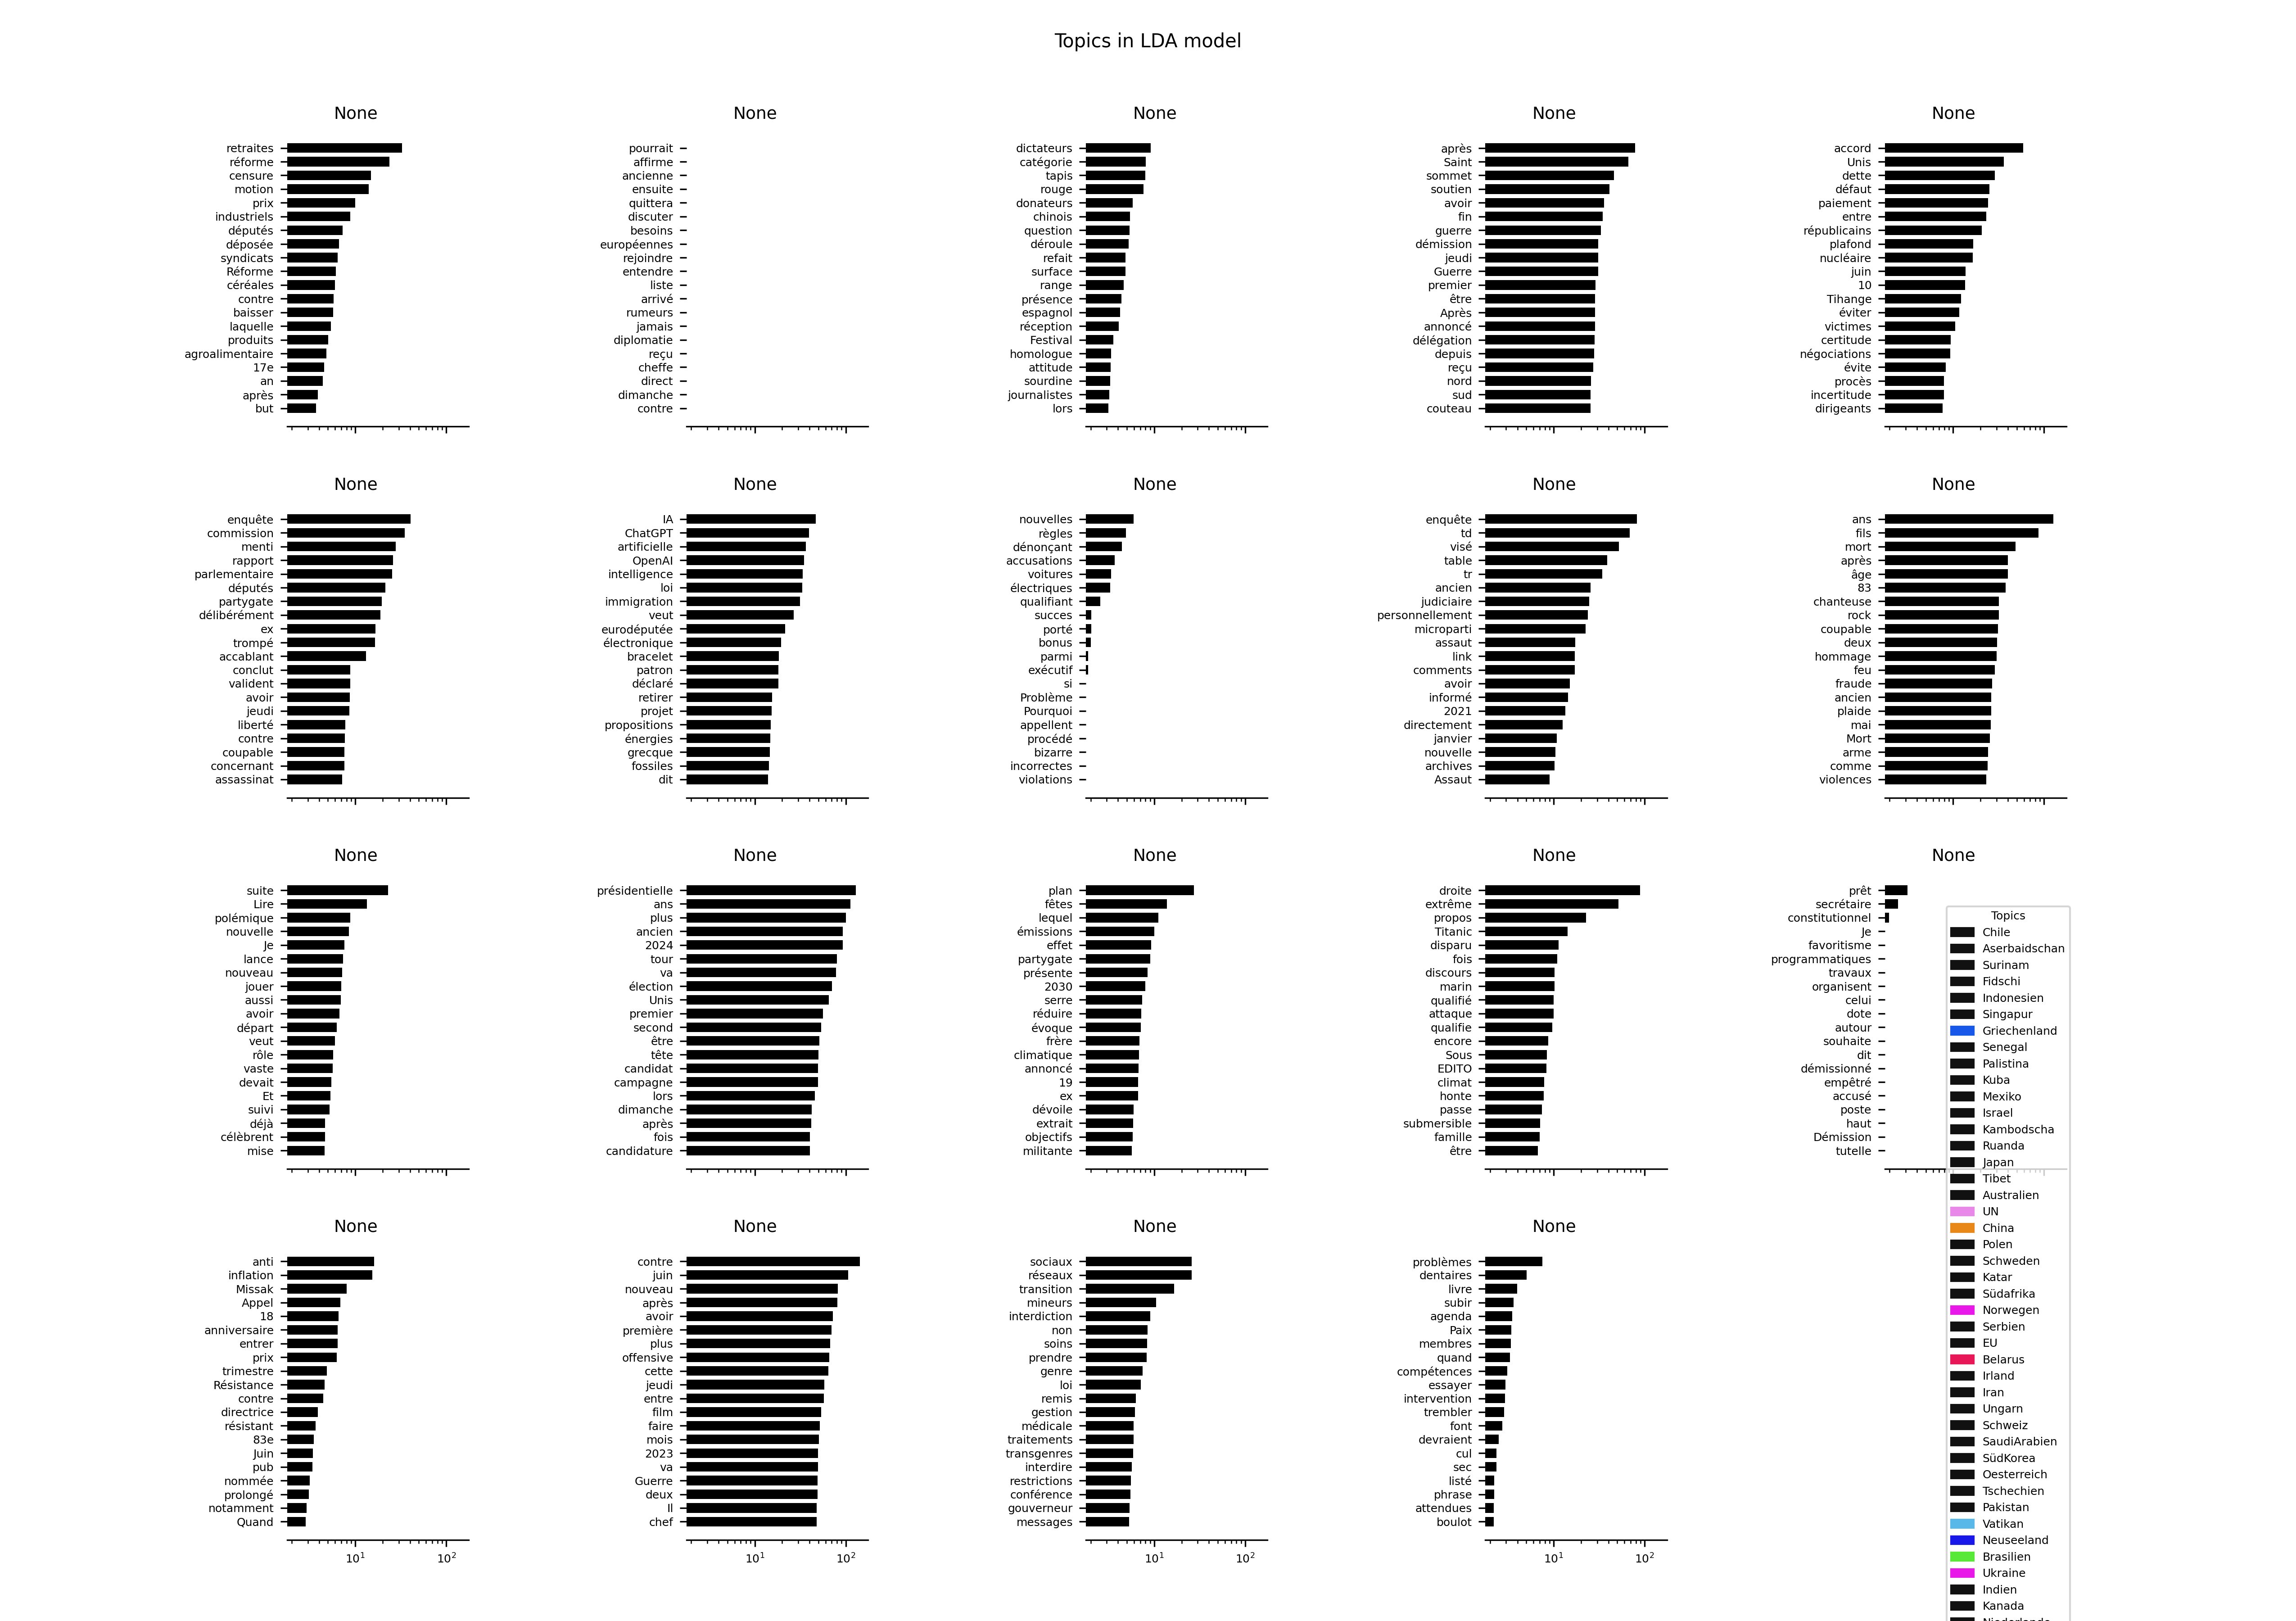 Topics in LDA model
None
retraites
réforme
censure
motion
prix
industriels
députés
déposée
syndicats
Réforme
céréales
contre
baisser
laquelle
produits
agroalimentaire
17e
an
après
but
None
pourrait
affirme
ancienne
ensuite
quittera
discuter
besoins
européennes
rejoindre
entendre
liste
arrivé
rumeurs
jamais
diplomatie
reçu
cheffe
direct
dimanche
contre
None
dictateurs
catégorie
tapis
rouge
donateurs
chinois
question
déroule
refait
surface
range
présence
espagnol
réception
Festival
homologue
attitude
sourdine
journalistes
lors
None
après
Saint
sommet
soutien
avoir
fin
guerre
démission
jeudi
Guerre
premier
être
Après
annoncé
délégation
depuis
reçu
nord
sud
couteau
None
accord
Unis
dette
défaut
paiement
entre
républicains
plafond
nucléaire
juin
10
Tihange
éviter
victimes
certitude
négociations
évite
procès
incertitude
dirigeants
None
enquête
commission
menti
rapport
parlementaire
députés
partygate
délibérément
ex
trompé
accablant
conclut
valident
avoir
jeudi
liberté
contre
coupable
concernant
assassinat
None
IA
ChatGPT
artificielle
OpenAI
intelligence
loi
immigration
veut
eurodéputée
électronique
bracelet
patron
déclaré
retirer
projet
propositions
énergies
grecque
fossiles
dit
None
nouvelles
règles
dénonçant
accusations
voitures
électriques
qualifiant
succes
porté
bonus
parmi
exécutif
si
Problème
Pourquoi
appellent
procédé
bizarre
incorrectes
violations
None
enquête
td
visé
table
tr
ancien
judiciaire
personnellement
microparti
assaut
link
comments
avoir
informé
2021
directement
janvier
nouvelle
archives
Assaut
None
ans
fils
mort
après
âge
83
chanteuse
rock
coupable
deux
hommage
feu
fraude
ancien
plaide
mai
Mort
arme
comme
violences
None
suite
Lire
polémique
nouvelle
Je
lance
nouveau
jouer
aussi
avoir
départ
veut
rôle
vaste
devait
Et
suivi
déjà
célèbrent
mise
None
présidentielle
ans
plus
ancien
2024
tour
va
élection
Unis
premier
second
être
tête
candidat
campagne
lors
dimanche
après
fois
candidature
None
plan
fêtes
lequel
émissions
effet
partygate
présente
2030
serre
réduire
évoque
frère
climatique
annoncé
19
ex
dévoile
extrait
objectifs
militante
None
droite
extrême
propos
Titanic
disparu
fois
discours
marin
qualifié
attaque
qualifie
encore
Sous
EDITO
climat
honte
passe
submersible
famille
être
None
prêt
secrétaire
constitutionnel
Je
favoritisme
programmatiques
travaux
organisent
celui
dote
autour
souhaite
dit
démissionné
empêtré
accusé
poste
haut
Démission
tutelle
None
anti
inflation
Missak
Appel
18
anniversaire
entrer
prix
trimestre
Résistance
contre
directrice
résistant
83e
Juin
pub
nommée
prolongé
notamment
Quand
10¹ 10²
None
contre
juin
nouveau
après
avoir
première
plus
offensive
cette
jeudi
entre
film
faire
mois
2023
va
Guerre
deux
Il
chef
10¹ 10²
None
sociaux
réseaux
transition
mineurs
interdiction
non
soins
prendre
genre
loi
remis
gestion
médicale
traitements
transgenres
interdire
restrictions
conférence
gouverneur
messages
10¹ 10²
None
problèmes
dentaires
livre
subir
agenda
Paix
membres
quand
compétences
essayer
intervention
trembler
font
devraient
cul
sec
listé
phrase
attendues
boulot
10¹ 10²
Topics
Chile
Aserbaidschan
Surinam
Fidschi
Indonesien
Singapur
Griechenland
Senegal
Palistina
Kuba
Mexiko
Israel
Kambodscha
Ruanda
Japan
Tibet
Australien
UN
China
Polen
Schweden
Katar
Südafrika
Norwegen
Serbien
EU
Belarus
Irland
Iran
Ungarn
Schweiz
SaudiArabien
SüdKorea
Oesterreich
Tschechien
Pakistan
Vatikan
Neuseeland
Brasilien
Ukraine
Indien
Kanada